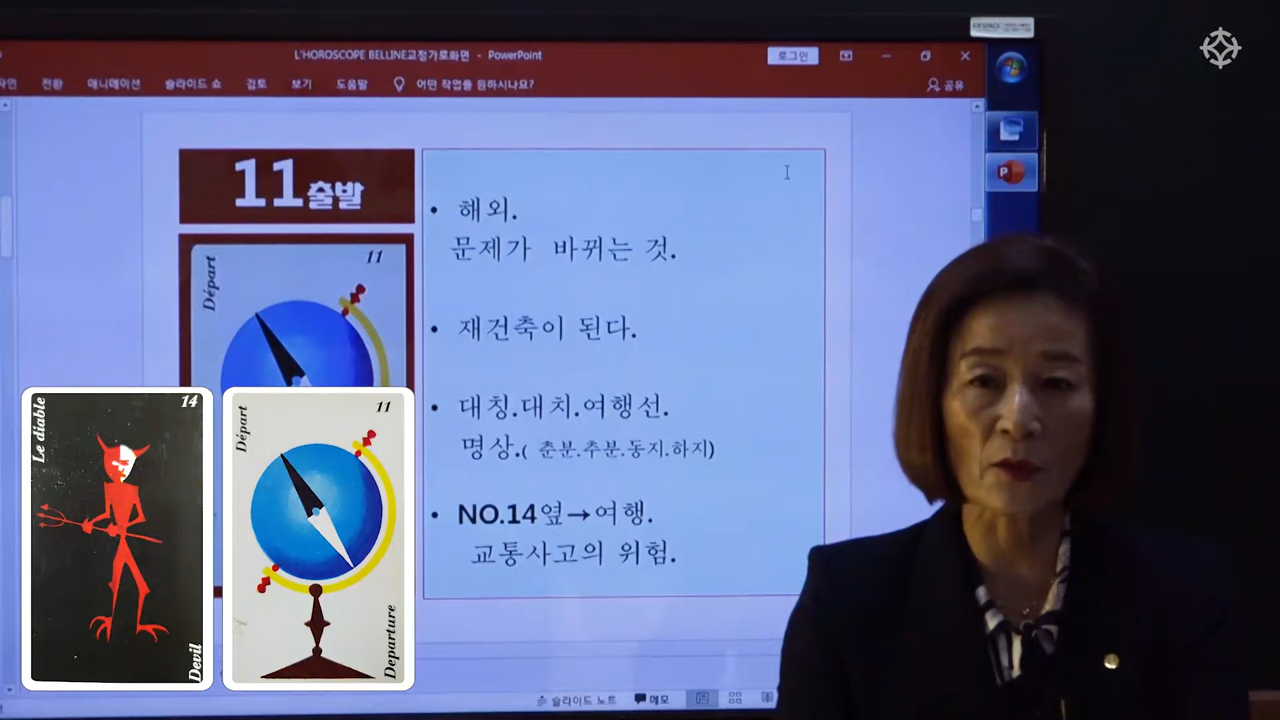 L'HOROSCOPE BELLINE교정가로화면 - PowerPoint
로그인
전환 애니메이션 슬라이드 쇼 검토 보기 도움말 어떤 작업을 원하시나요?
공유
11출발
Départ
11
• 해외.
문제가 바뀌는 것.
• 재건축이 된다.
• 대칭.대치.여행선.
명상.( 춘분.추분.동지.하지)
• NO.14옆→여행.
교통사고의 위험.
Le diable
14
Devil
Départ
11
Departure
슬라이드 노트 메모